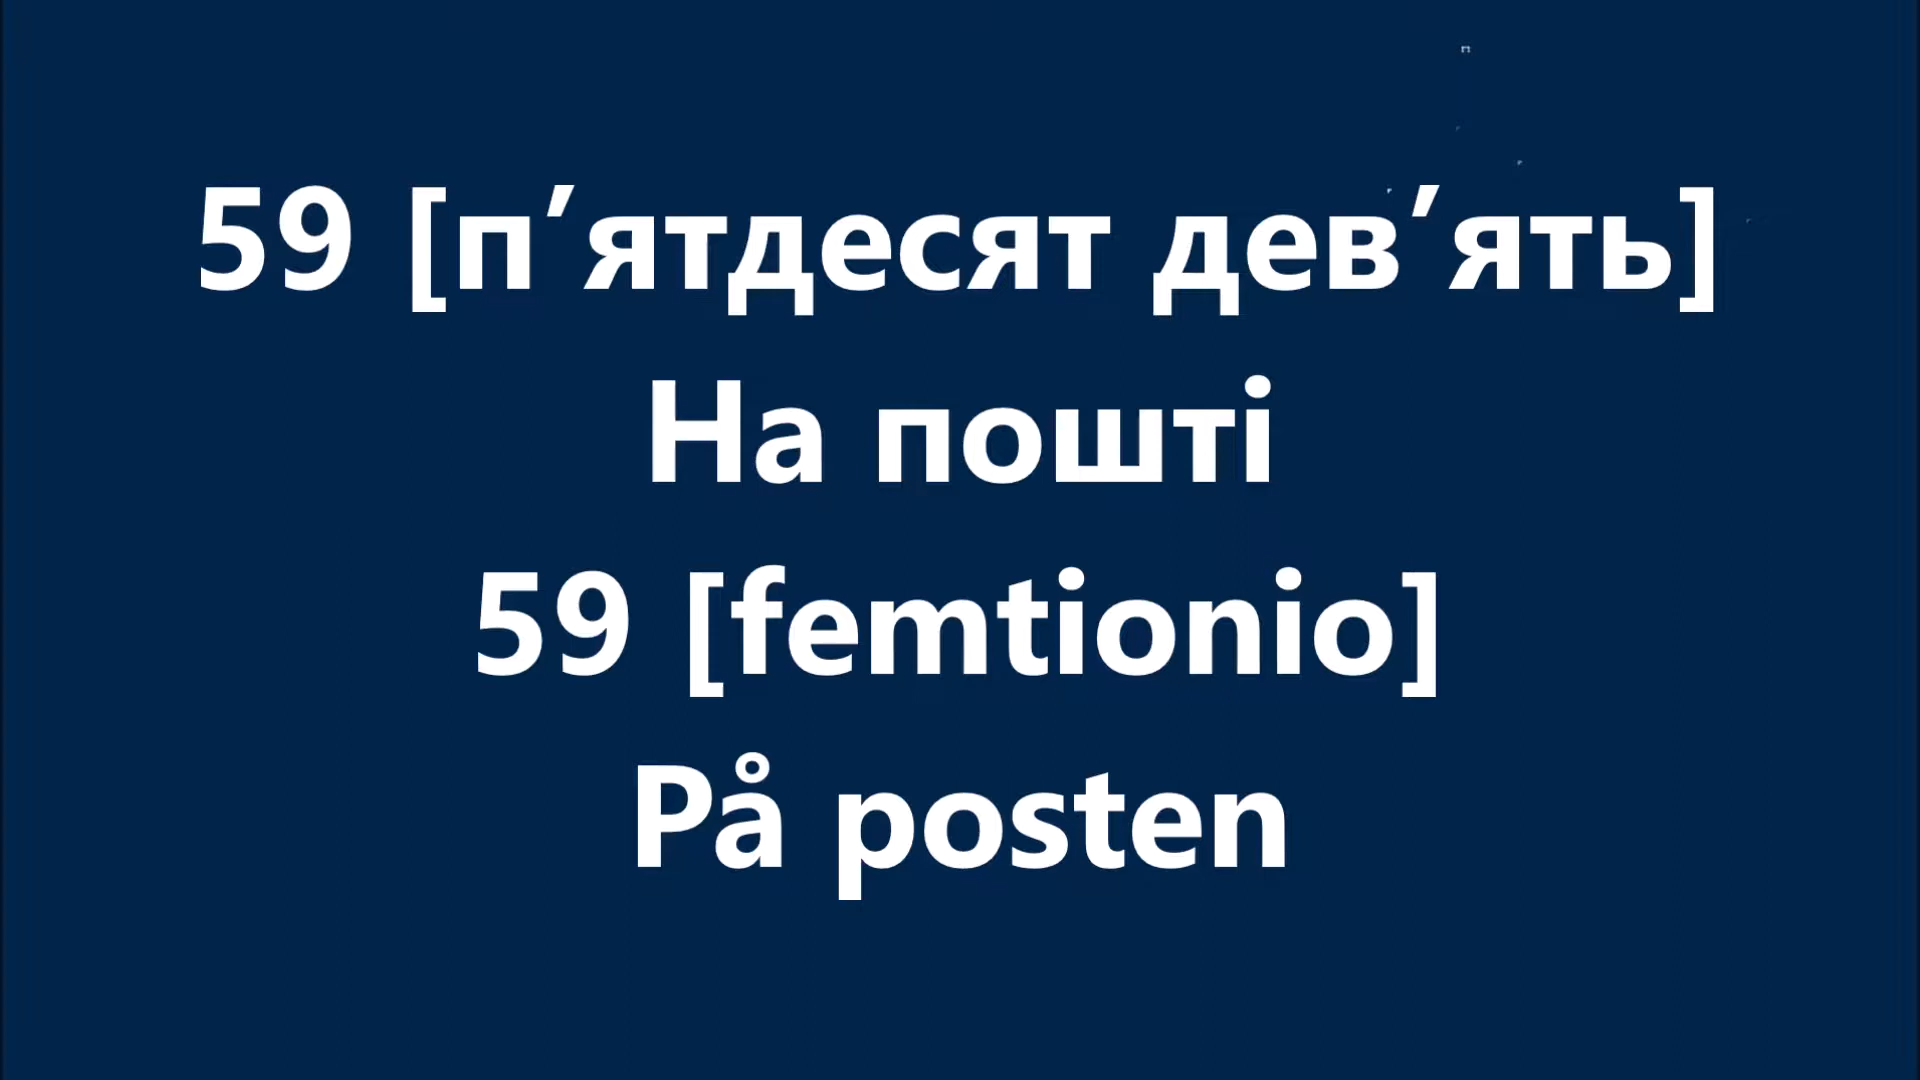 59 [п’ятдесят дев’ять]
На пошті
59 [femtionio]
På posten